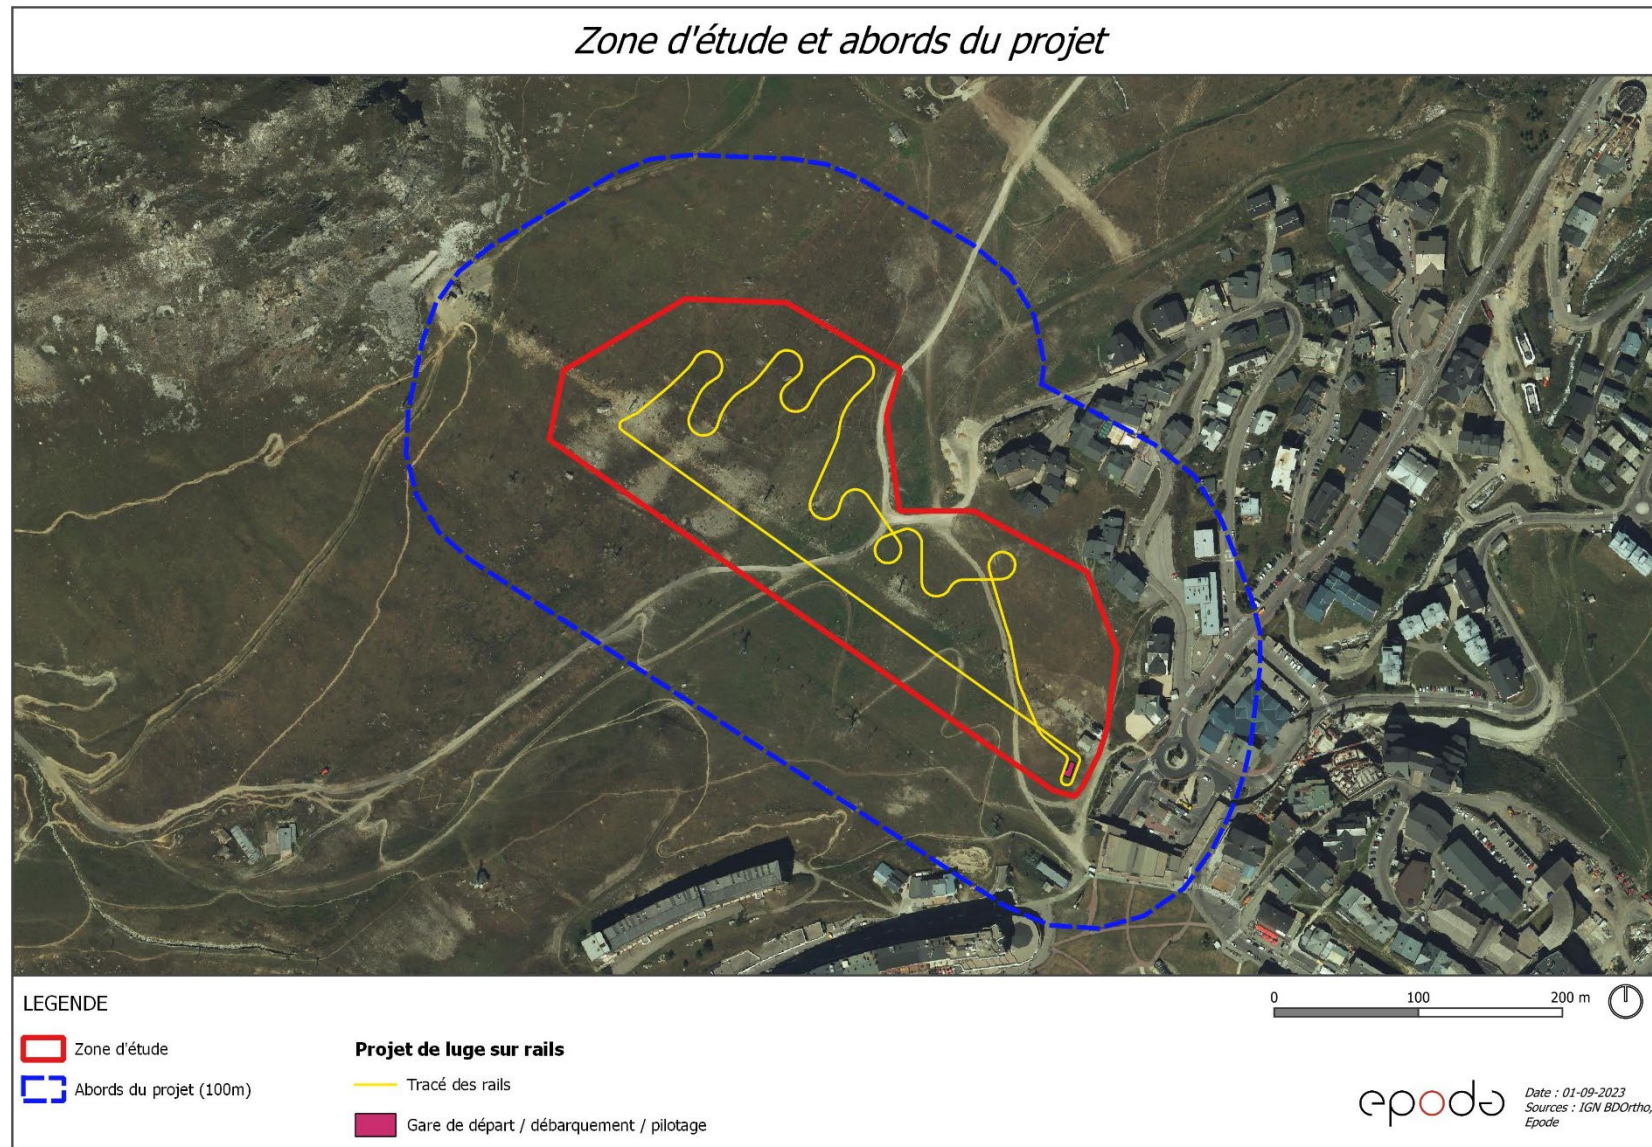 Zone d'étude et abords du projet
LEGENDE
Zone d'étude
Abords du projet (100m)
Projet de luge sur rails
Tracé des rails
Gare de départ / débarquement / pilotage
0 100 200 m
epode
Date : 01-09-2023
Sources : IGN BDOrtho,
Epode